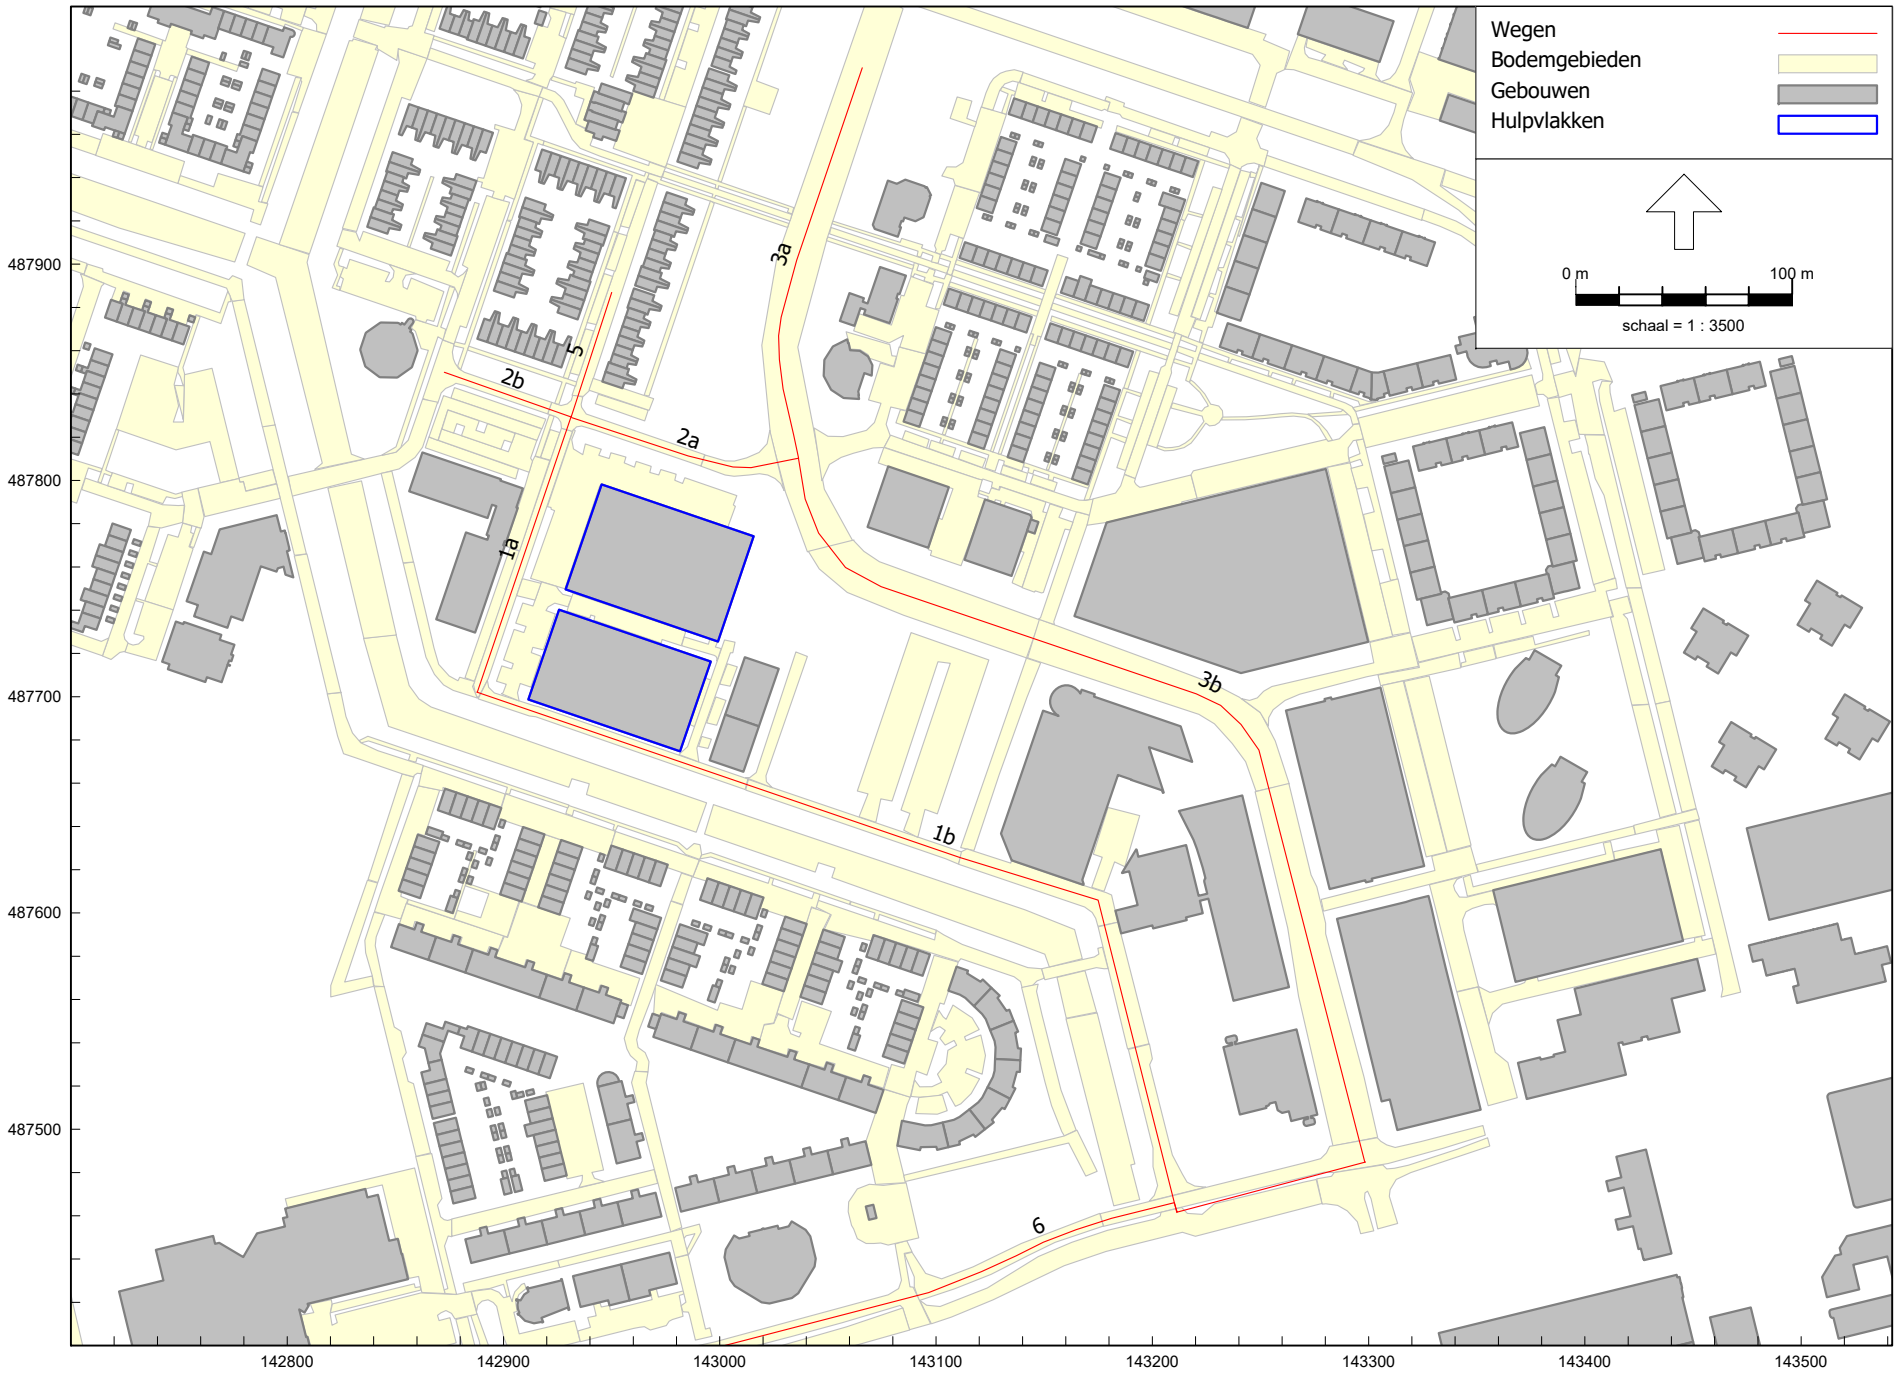 Wegen
Bodemgebieden
Gebouwen
Hulpvlakken
0 m 100 m
schaal = 1 : 3500
487900
487800
487700
487600
487500
3a
5
2b
2a
1a
3b
1b
6
142800 142900 143000 143100 143200 143300 143400 143500